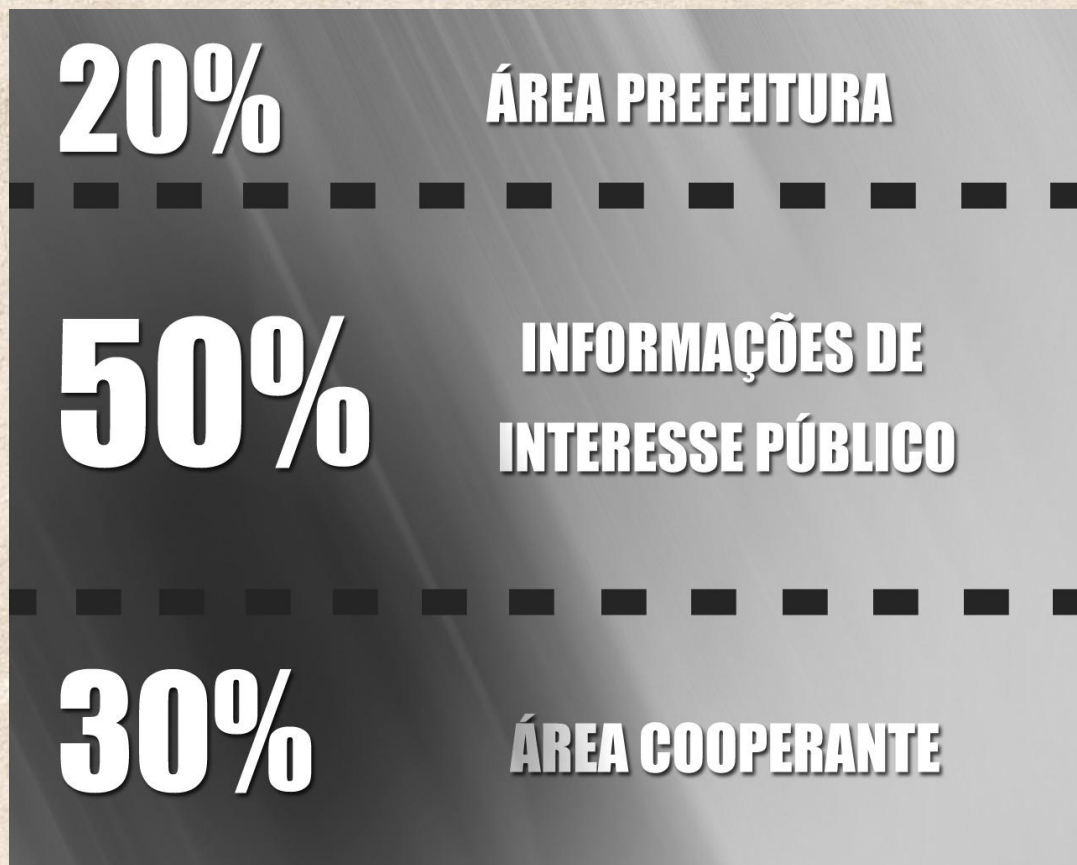 20% ÁREA PREFEITURA
50%
INFORMAÇÕES DE
INTERESSE PÚBLICO
30% ÁREA COOPERANTE